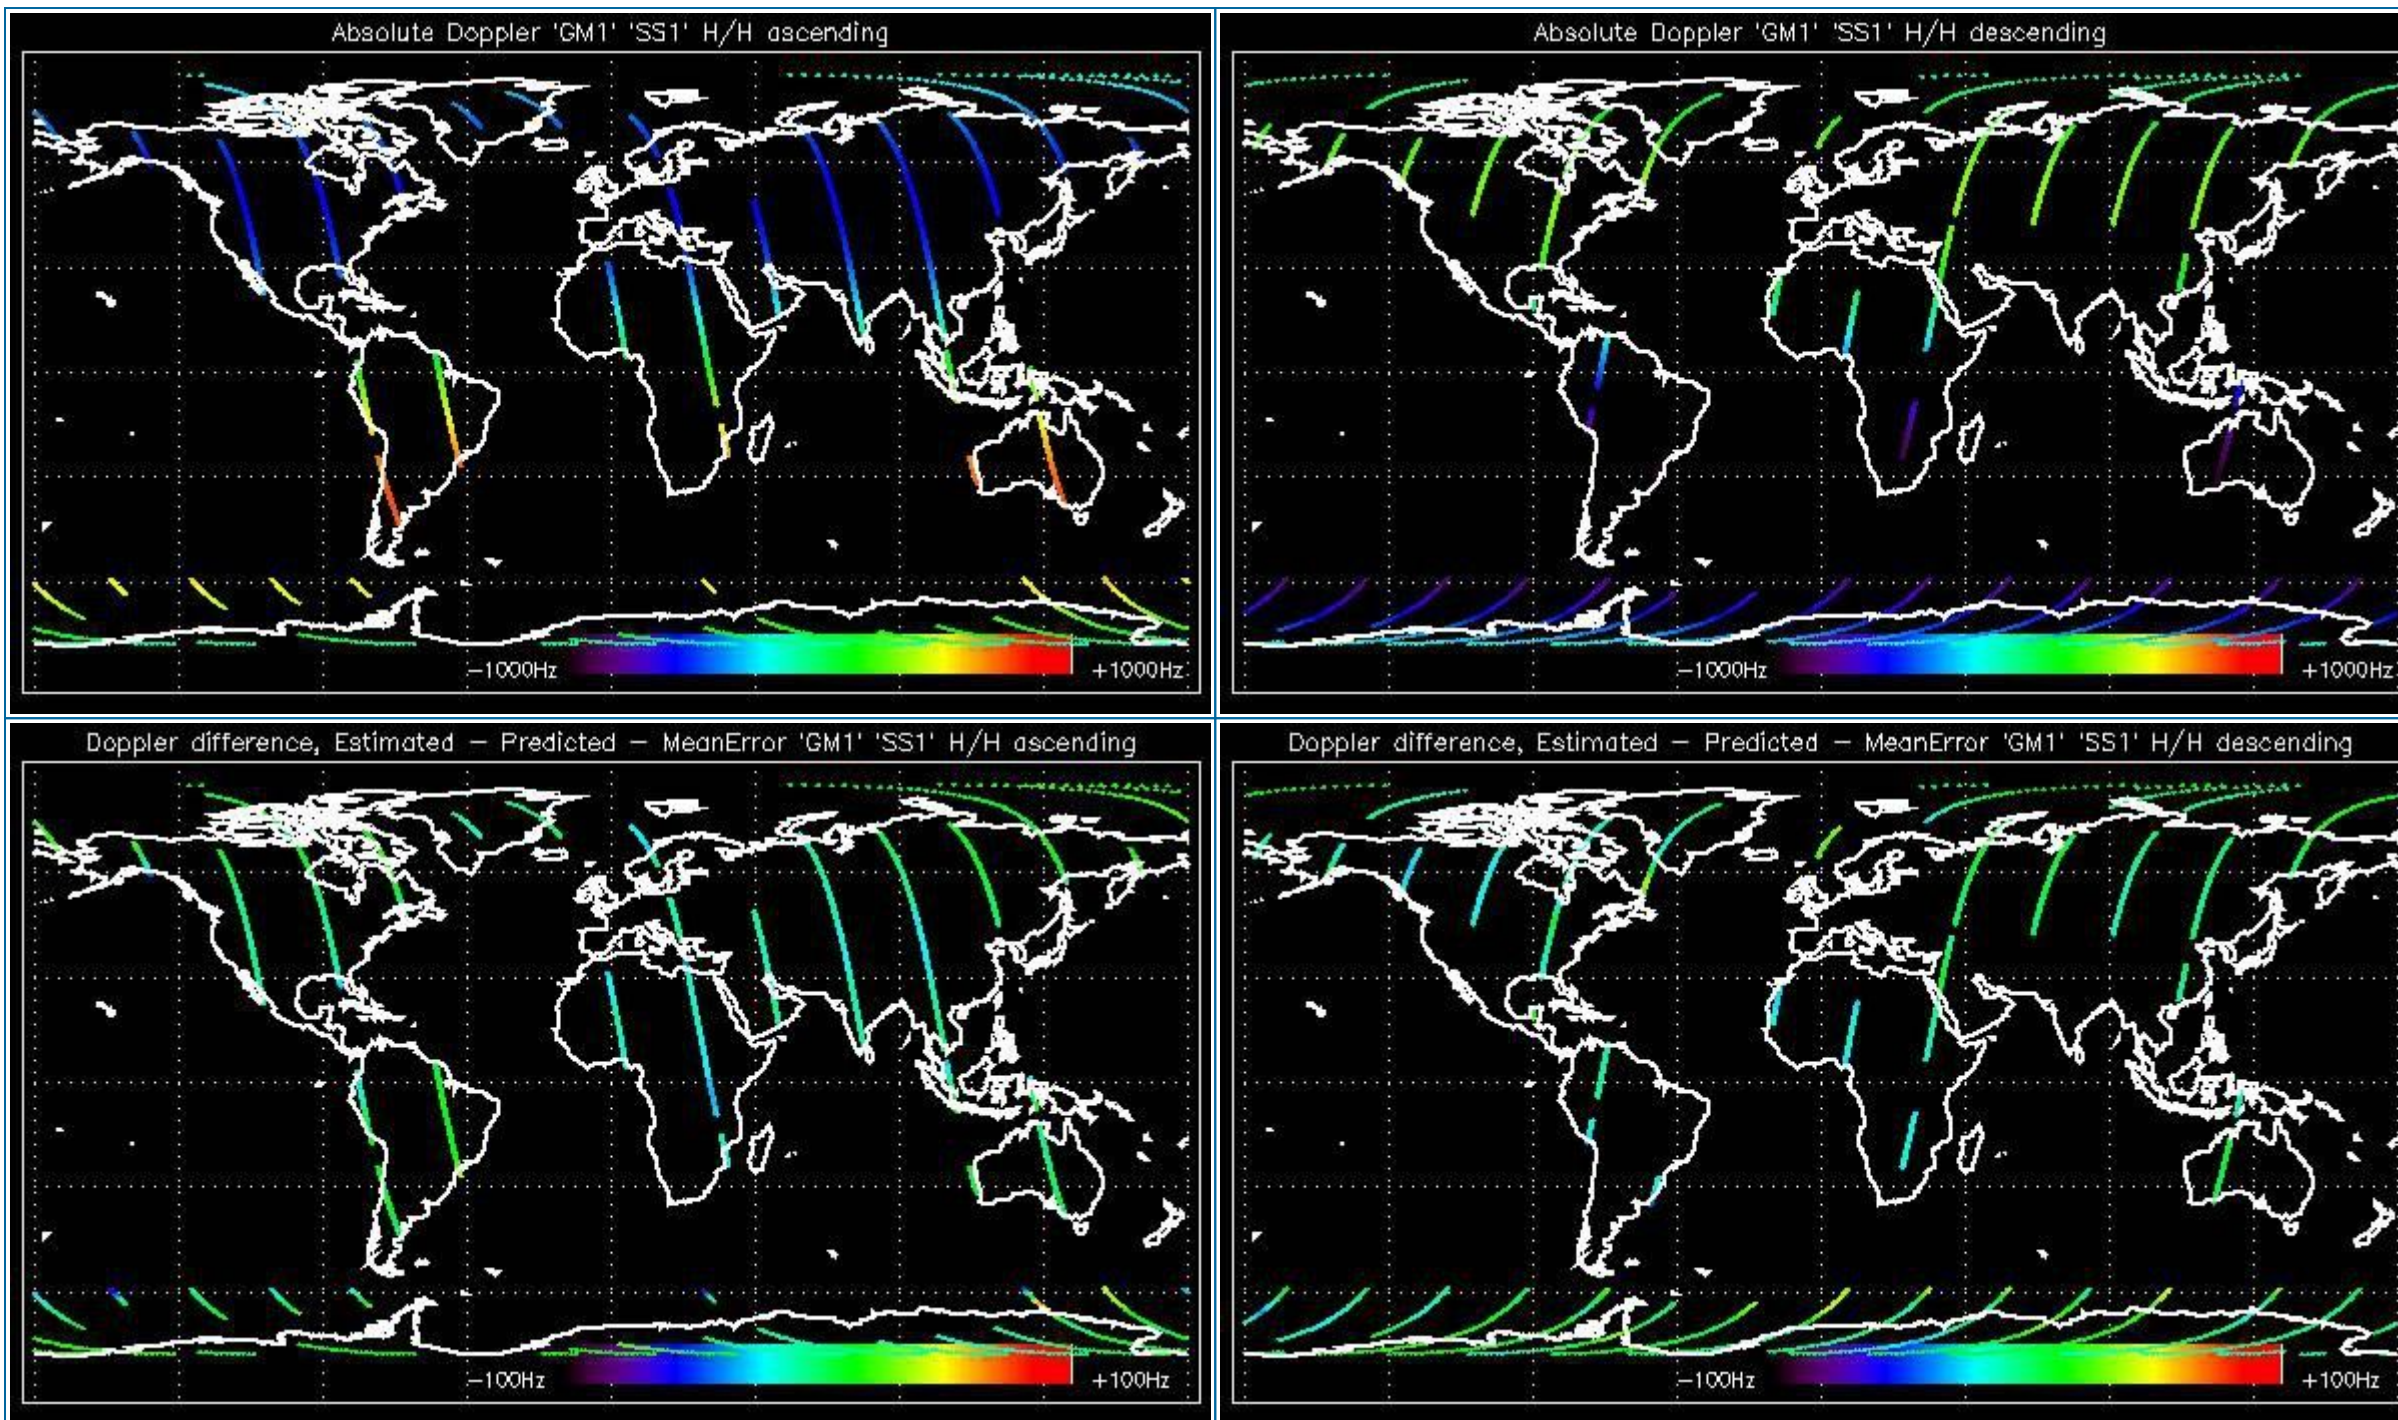 Absolute Doppler 'GM1' 'SS1' H/H ascending
-1000Hz
+1000Hz
Absolute Doppler 'GM1' 'SS1' H/H descending
-1000Hz
+1000Hz
Doppler difference, Estimated - Predicted - MeanError 'GM1' 'SS1' H/H ascending
-100Hz
+100Hz
Doppler difference, Estimated - Predicted - MeanError 'GM1' 'SS1' H/H descending
-100Hz
+100Hz